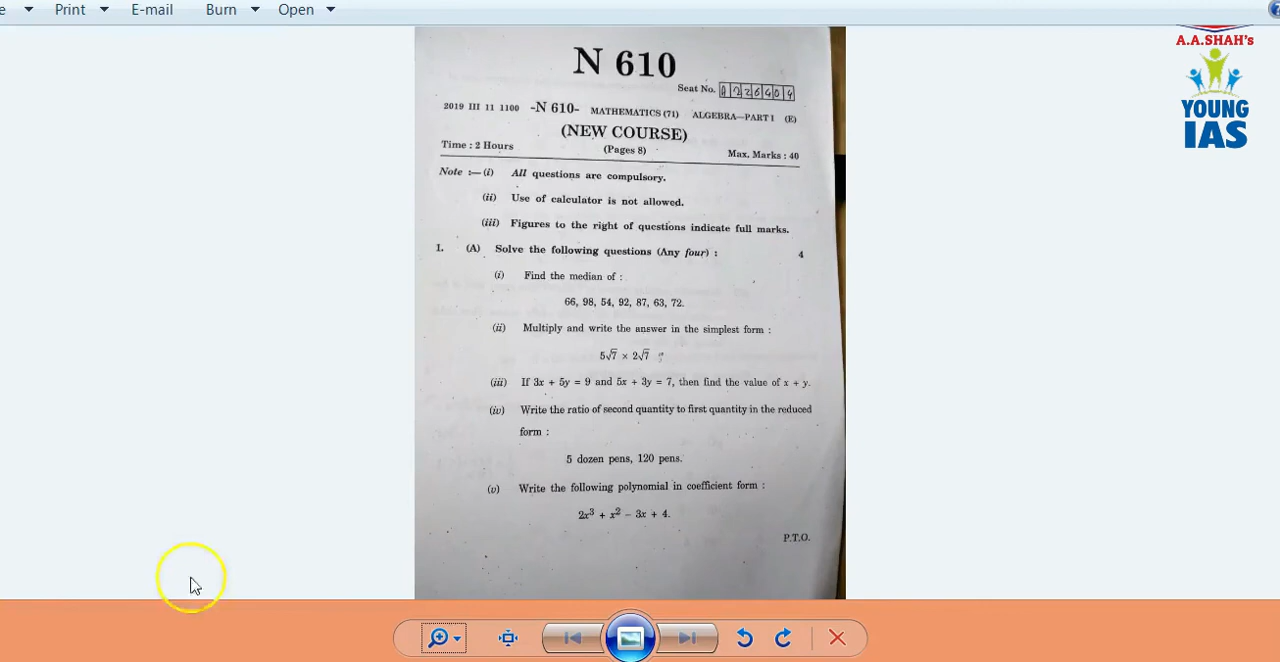 e Print E-mail Burn Open
A.A.SHAH's
YOUNG
IAS
N 610
Seat No.
2019 III 11 1100 -N 610- MATHEMATICS (71) ALGEBRA—PART I (E)
(NEW COURSE)
Time : 2 Hours (Pages 8) Max. Marks : 40
Note :— (i) All questions are compulsory.
(ii) Use of calculator is not allowed.
(iii) Figures to the right of questions indicate full marks.
1. (A) Solve the following questions (Any four) : 4
(i) Find the median of :
66, 98, 54, 92, 87, 63, 72.
(ii) Multiply and write the answer in the simplest form :
5√7 × 2√7
(iii) If 3x + 5y = 9 and 5x + 3y = 7, then find the value of x + y.
(iv) Write the ratio of second quantity to first quantity in the reduced
form :
5 dozen pens, 120 pens.
(v) Write the following polynomial in coefficient form :
2x³ + x² – 3x + 4.
P.T.O.